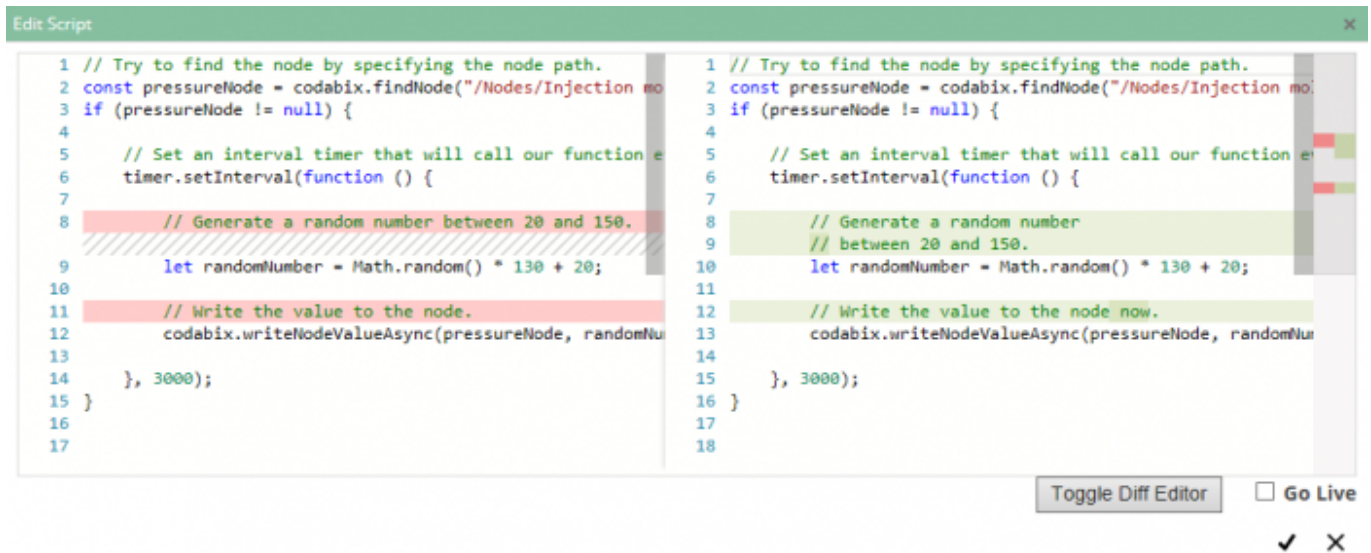 Edit Script
1 // Try to find the node by specifying the node path.
2 const pressureNode = codabix.findNode("/Nodes/Injection mo
3 if (pressureNode != null) {
4
5 // Set an interval timer that will call our function e
6 timer.setInterval(function () {
7
8 // Generate a random number between 20 and 150.
9 let randomNumber = Math.random() * 130 + 20;
10
11 // Write the value to the node.
12 codabix.writeNodeValueAsync(pressureNode, randomNu
13
14 }, 3000);
15 }
16
17
1 // Try to find the node by specifying the node path.
2 const pressureNode = codabix.findNode("/Nodes/Injection mo
3 if (pressureNode != null) {
4
5 // Set an interval timer that will call our function e
6 timer.setInterval(function () {
7
8 // Generate a random number
9 // between 20 and 150.
10 let randomNumber = Math.random() * 130 + 20;
11
12 // Write the value to the node now.
13 codabix.writeNodeValueAsync(pressureNode, randomNum
14
15 }, 3000);
16 }
17
18
Toggle Diff Editor
Go Live